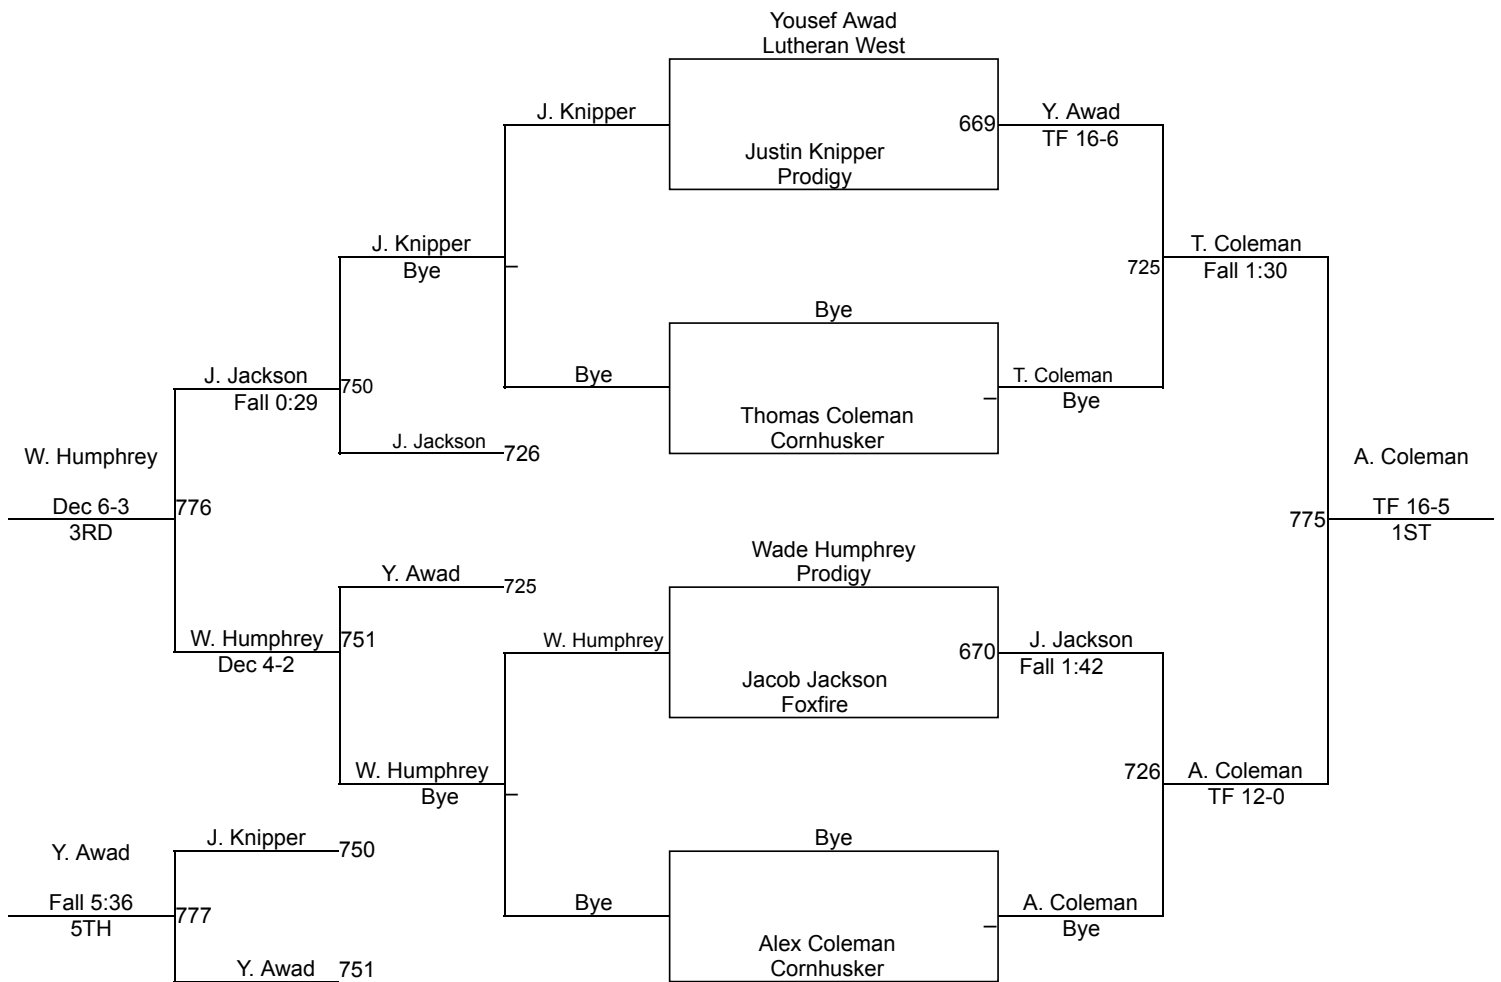 Yousef Awad
Lutheran West
J. Knipper
669
Y. Awad
TF 16-6
Justin Knipper
Prodigy
J. Knipper
Bye
725
T. Coleman
Fall 1:30
Bye
J. Jackson
Fall 0:29
750
Bye
T. Coleman
Bye
Thomas Coleman
Cornhusker
J. Jackson
726
W. Humphrey
Dec 6-3
3RD
776
A. Coleman
TF 16-5
1ST
775
Wade Humphrey
Prodigy
Y. Awad
725
W. Humphrey
Dec 4-2
751
W. Humphrey
670
J. Jackson
Fall 1:42
Jacob Jackson
Foxfire
W. Humphrey
Bye
726
A. Coleman
TF 12-0
J. Knipper
750
Bye
Y. Awad
Fall 5:36
5TH
777
Bye
A. Coleman
Bye
Alex Coleman
Cornhusker
Y. Awad
751